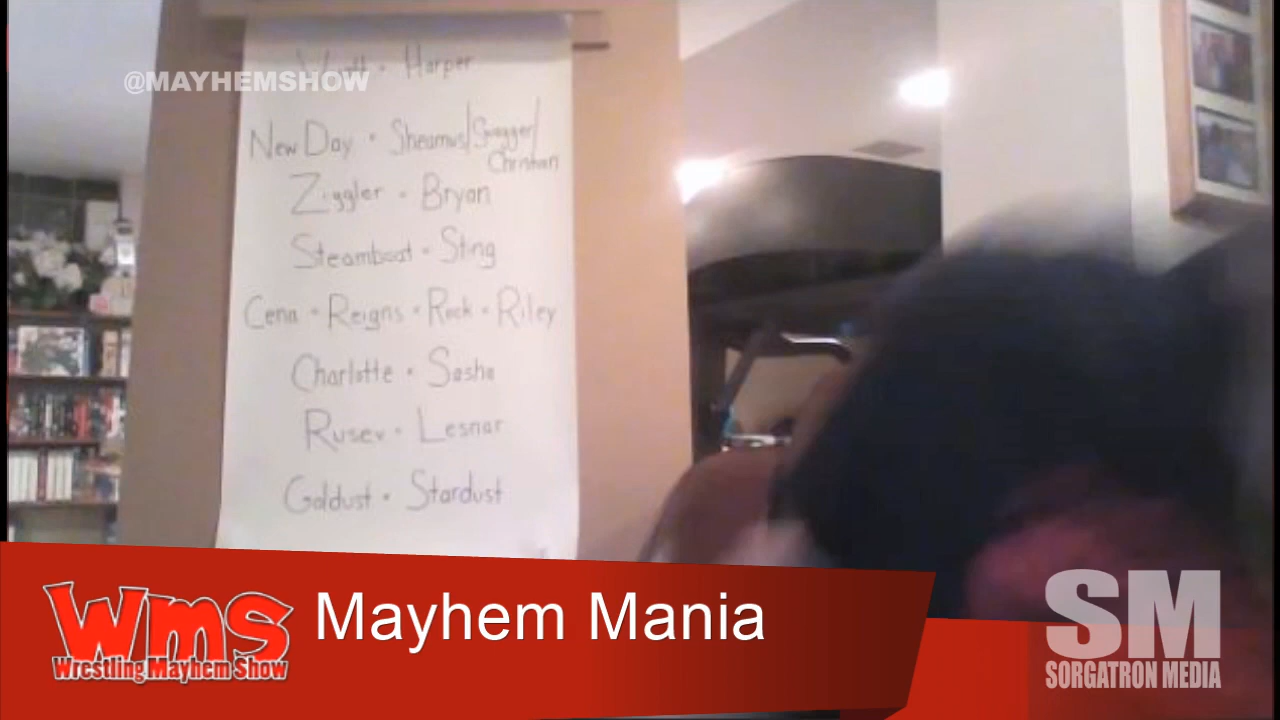 @MAYHEMSHOW
Wyatt • Harper
New Day • Sheamus/Swagger/
Christian
Ziggler • Bryan
Steamboat • Sting
Cena • Reigns • Rock • Riley
Charlotte • Sasha
Rusev • Lesnar
Goldust • Stardust
wms
Wrestling Mayhem Show
Mayhem Mania
SM
SORGATRON MEDIA